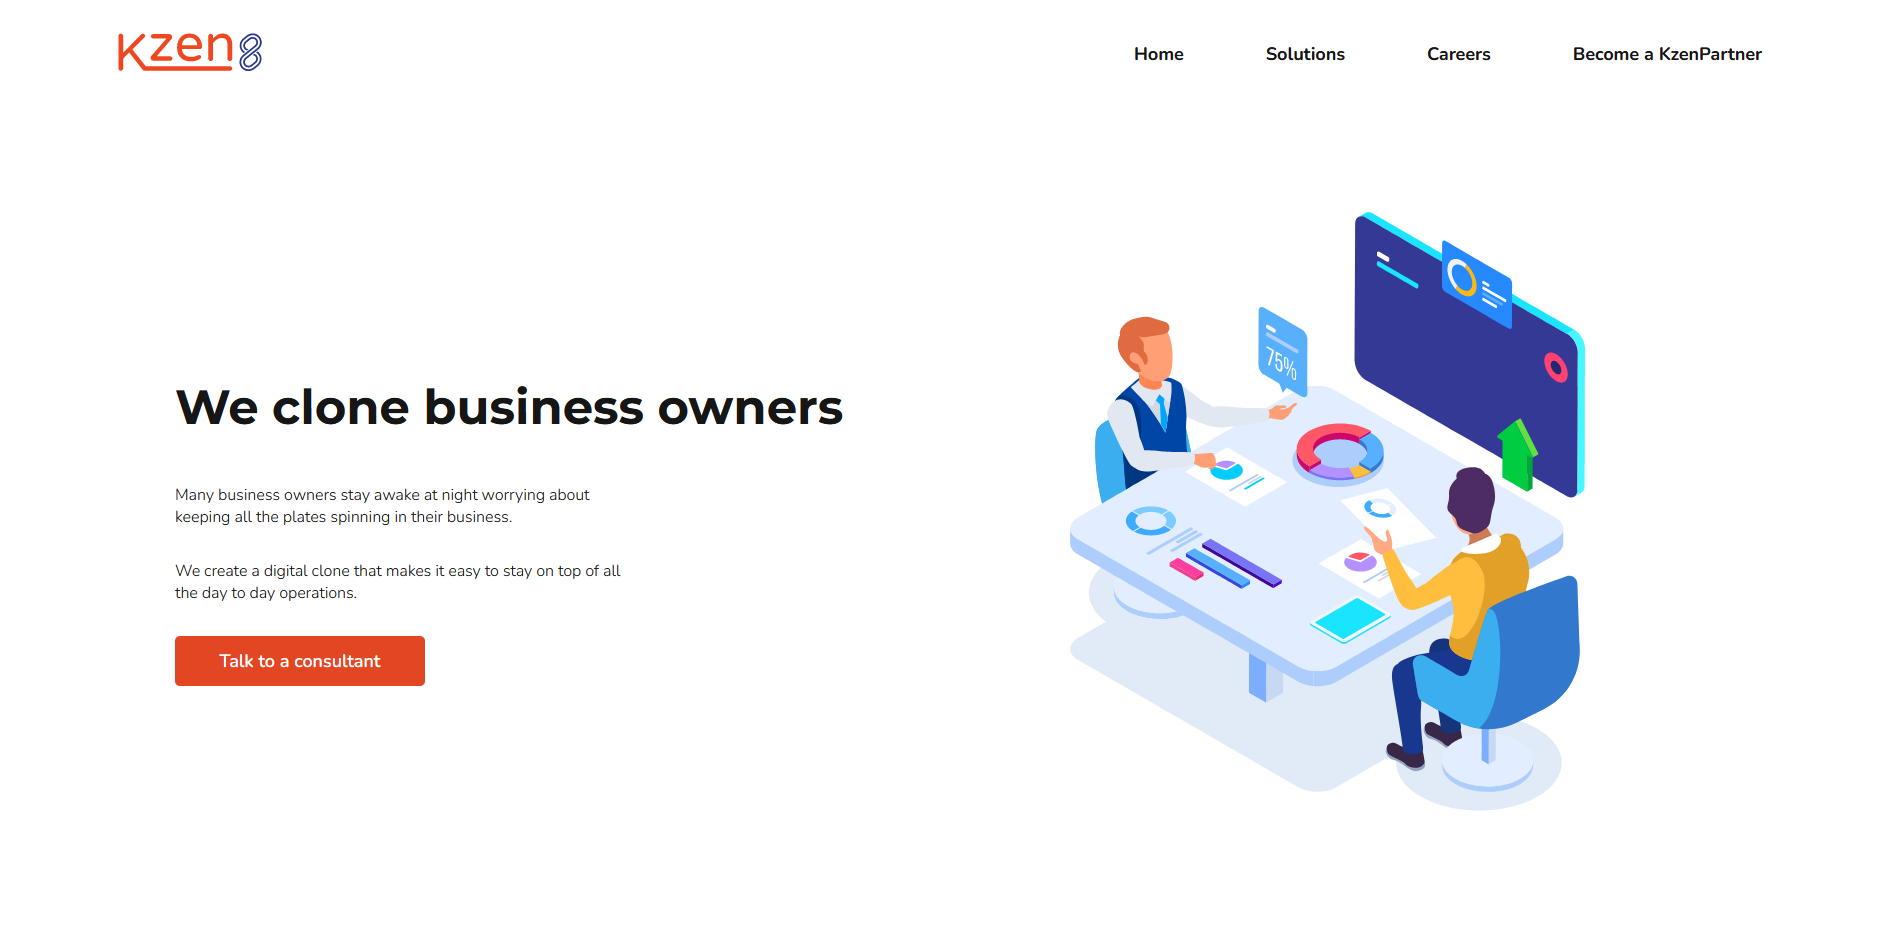 Kzen8
Home
Solutions
Careers
Become a KzenPartner
75%
We clone business owners
Many business owners stay awake at night worrying about
keeping all the plates spinning in their business.
We create a digital clone that makes it easy to stay on top of all
the day to day operations.
Talk to a consultant